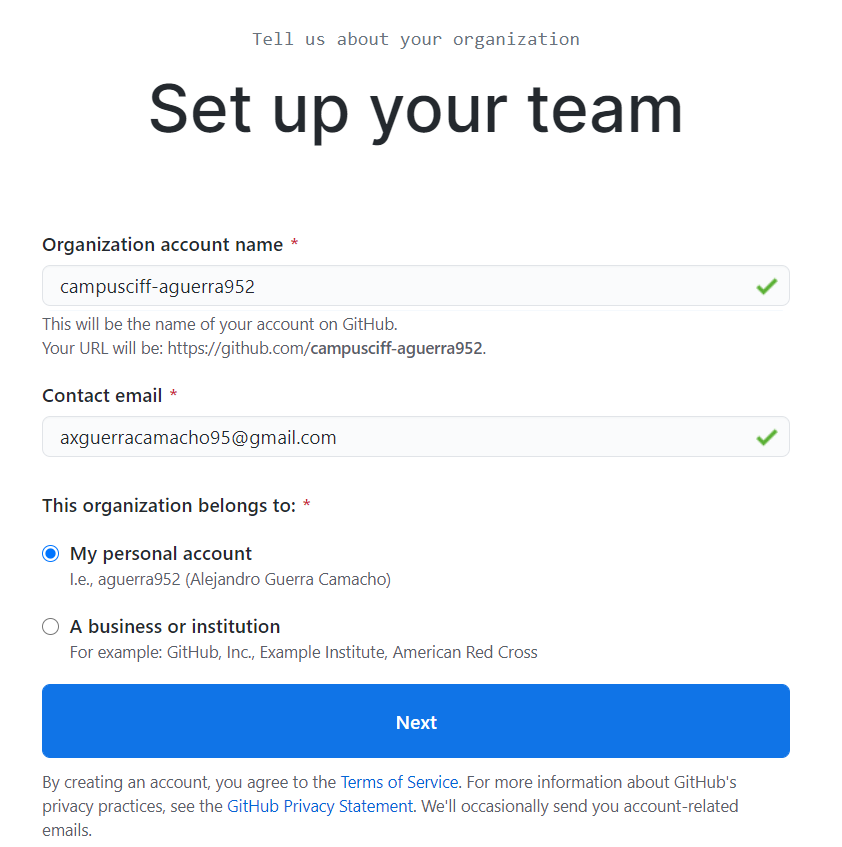 Tell us about your organization
Set up your team
Organization account name *
campusciff-aguerra952
This will be the name of your account on GitHub.
Your URL will be: https://github.com/campusciff-aguerra952.
Contact email *
axguerracamacho95@gmail.com
This organization belongs to: *
My personal account
I.e., aguerra952 (Alejandro Guerra Camacho)
A business or institution
For example: GitHub, Inc., Example Institute, American Red Cross
Next
By creating an account, you agree to the Terms of Service. For more information about GitHub's
privacy practices, see the GitHub Privacy Statement. We'll occasionally send you account-related
emails.